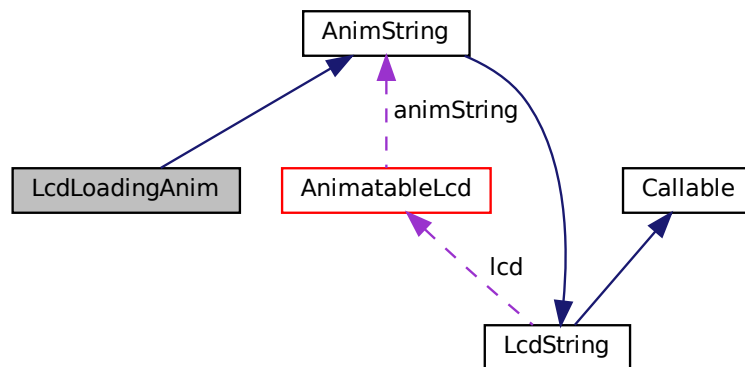 AnimString
animString
LcdLoadingAnim
AnimatableLcd
Callable
lcd
LcdString